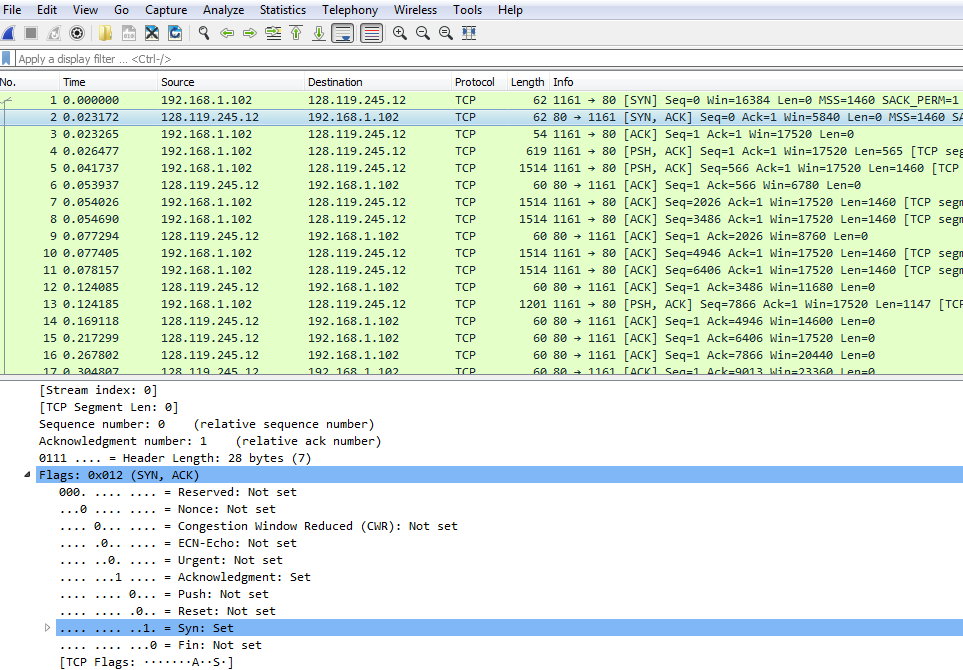 File Edit View Go Capture Analyze Statistics Telephony Wireless Tools Help
Apply a display filter ... <Ctrl-/>
No. Time Source Destination Protocol Length Info
1 0.000000 192.168.1.102 128.119.245.12 TCP 62 1161 → 80 [SYN] Seq=0 Win=16384 Len=0 MSS=1460 SACK_PERM=1
2 0.023172 128.119.245.12 192.168.1.102 TCP 62 80 → 1161 [SYN, ACK] Seq=0 Ack=1 Win=5840 Len=0 MSS=1460 SA
3 0.023265 192.168.1.102 128.119.245.12 TCP 54 1161 → 80 [ACK] Seq=1 Ack=1 Win=17520 Len=0
4 0.026477 192.168.1.102 128.119.245.12 TCP 619 1161 → 80 [PSH, ACK] Seq=1 Ack=1 Win=17520 Len=565 [TCP seg
5 0.041737 192.168.1.102 128.119.245.12 TCP 1514 1161 → 80 [PSH, ACK] Seq=566 Ack=1 Win=17520 Len=1460 [TCP
6 0.053937 128.119.245.12 192.168.1.102 TCP 60 80 → 1161 [ACK] Seq=1 Ack=566 Win=6780 Len=0
7 0.054026 192.168.1.102 128.119.245.12 TCP 1514 1161 → 80 [ACK] Seq=2026 Ack=1 Win=17520 Len=1460 [TCP segm
8 0.054690 192.168.1.102 128.119.245.12 TCP 1514 1161 → 80 [ACK] Seq=3486 Ack=1 Win=17520 Len=1460 [TCP segm
9 0.077294 128.119.245.12 192.168.1.102 TCP 60 80 → 1161 [ACK] Seq=1 Ack=2026 Win=8760 Len=0
10 0.077405 192.168.1.102 128.119.245.12 TCP 1514 1161 → 80 [ACK] Seq=4946 Ack=1 Win=17520 Len=1460 [TCP segm
11 0.078157 192.168.1.102 128.119.245.12 TCP 1514 1161 → 80 [ACK] Seq=6406 Ack=1 Win=17520 Len=1460 [TCP segm
12 0.124085 128.119.245.12 192.168.1.102 TCP 60 80 → 1161 [ACK] Seq=1 Ack=3486 Win=11680 Len=0
13 0.124185 192.168.1.102 128.119.245.12 TCP 1201 1161 → 80 [PSH, ACK] Seq=7866 Ack=1 Win=17520 Len=1147 [TCP
14 0.169118 128.119.245.12 192.168.1.102 TCP 60 80 → 1161 [ACK] Seq=1 Ack=4946 Win=14600 Len=0
15 0.217299 128.119.245.12 192.168.1.102 TCP 60 80 → 1161 [ACK] Seq=1 Ack=6406 Win=17520 Len=0
16 0.267802 128.119.245.12 192.168.1.102 TCP 60 80 → 1161 [ACK] Seq=1 Ack=7866 Win=20440 Len=0
17 0.304807 128.119.245.12 192.168.1.102 TCP 60 80 → 1161 [ACK] Seq=1 Ack=9013 Win=23360 Len=0
[Stream index: 0]
[TCP Segment Len: 0]
Sequence number: 0 (relative sequence number)
Acknowledgment number: 1 (relative ack number)
0111 .... = Header Length: 28 bytes (7)
Flags: 0x012 (SYN, ACK)
000. .... .... = Reserved: Not set
...0 .... .... = Nonce: Not set
.... 0... .... = Congestion Window Reduced (CWR): Not set
.... .0.. .... = ECN-Echo: Not set
.... ..0. .... = Urgent: Not set
.... ...1 .... = Acknowledgment: Set
.... .... 0... = Push: Not set
.... .... .0.. = Reset: Not set
.... .... ..1. = Syn: Set
.... .... ...0 = Fin: Not set
[TCP Flags: ·······A··S·]